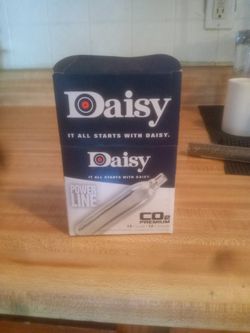 Daisy
IT ALL STARTS WITH DAISY.
Daisy
IT ALL STARTS WITH DAISY.
POWER
LINE
CO2
PREMIUM